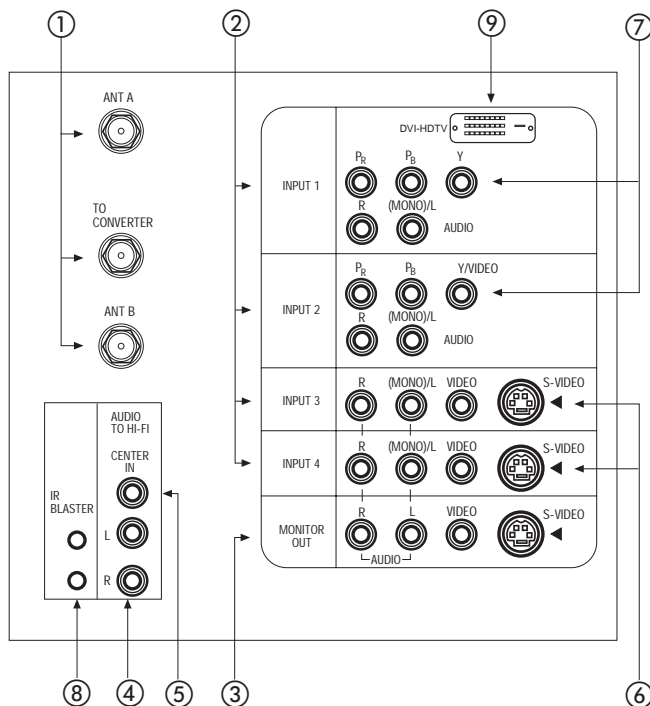 ① ② ⑨ ⑦
ANT A
TO
CONVERTER
ANT B
DVI-HDTV
INPUT 1
PR PB Y
R (MONO)/L AUDIO
INPUT 2
PR PB Y/VIDEO
R (MONO)/L AUDIO
INPUT 3
R (MONO)/L VIDEO S-VIDEO
INPUT 4
R (MONO)/L VIDEO S-VIDEO
MONITOR
OUT
R L VIDEO S-VIDEO
AUDIO
AUDIO
TO HI-FI
CENTER
IN
IR
BLASTER
L
R
⑧ ④ ⑤ ③ ⑥